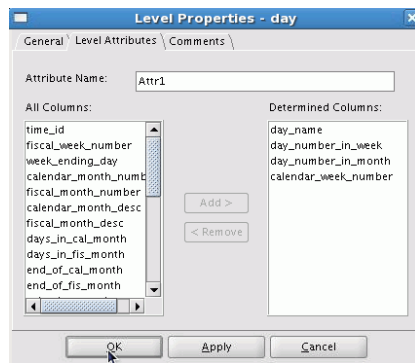 Level Properties - day
General
Level Attributes
Comments
Attribute Name:
Attr1
All Columns:
time_id
fiscal_week_number
week_ending_day
calendar_month_numb
fiscal_month_number
calendar_month_desc
fiscal_month_desc
days_in_cal_month
days_in_fis_month
end_of_cal_month
end_of_fis_month
Add >
< Remove
Determined Columns:
day_name
day_number_in_week
day_number_in_month
calendar_week_number
OK
Apply
Cancel